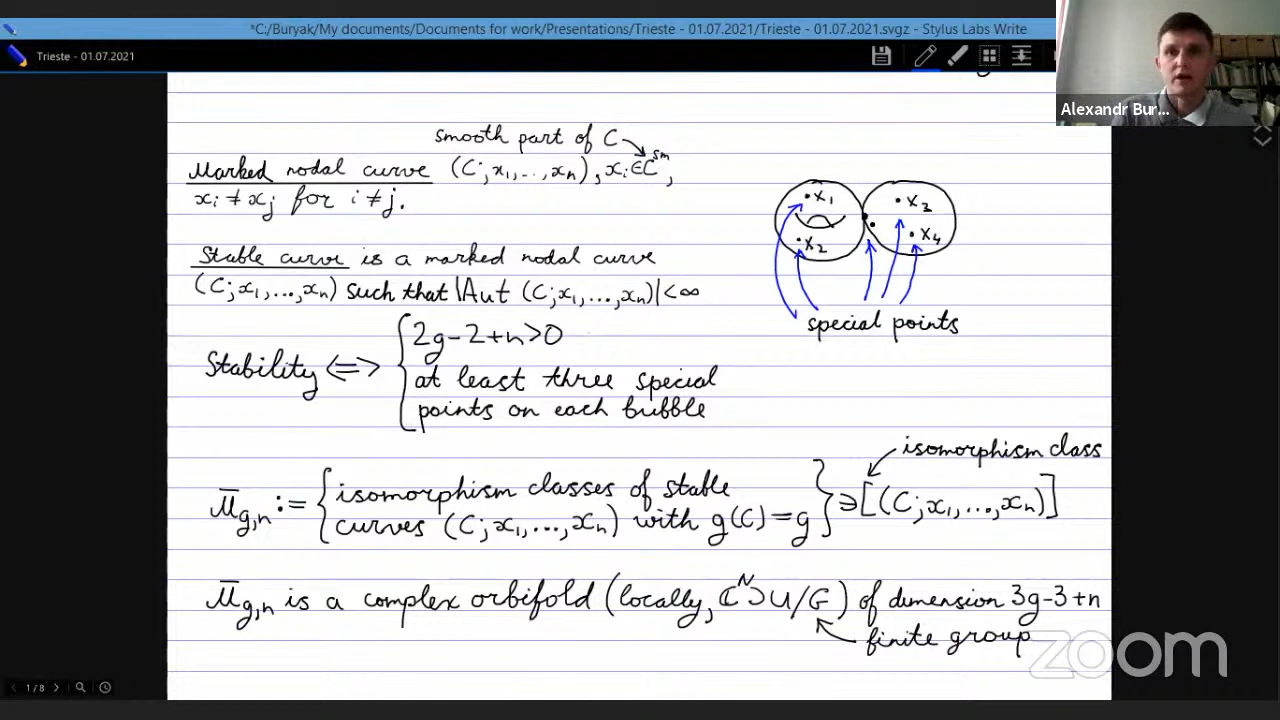 *C:/Buryak/My documents/Documents for work/Presentations/Trieste - 01.07.2021/Trieste - 01.07.2021.svgz - Stylus Labs Write
Trieste - 01.07.2021
Alexandr Bur...
smooth part of C
Marked nodal curve (C; x₁, ..., xₙ), xᵢ ∈ Cˢᵐ,
xᵢ ≠ xⱼ for i ≠ j.
x₁
x₂
x₃
x₄
special points
Stable curve is a marked nodal curve
(C; x₁, ..., xₙ) such that |Aut (C; x₁, ..., xₙ)| < ∞
Stability <=> { 2g-2+n>0
at least three special
points on each bubble
isomorphism class
M̄g,n := { isomorphism classes of stable
curves (C; x₁, ..., xₙ) with g(C)=g } ∋ [(C; x₁, ..., xₙ)]
M̄g,n is a complex orbifold (locally, ℂᴺ ⊃ U/G) of dimension 3g-3+n
finite group
zoom
1/8